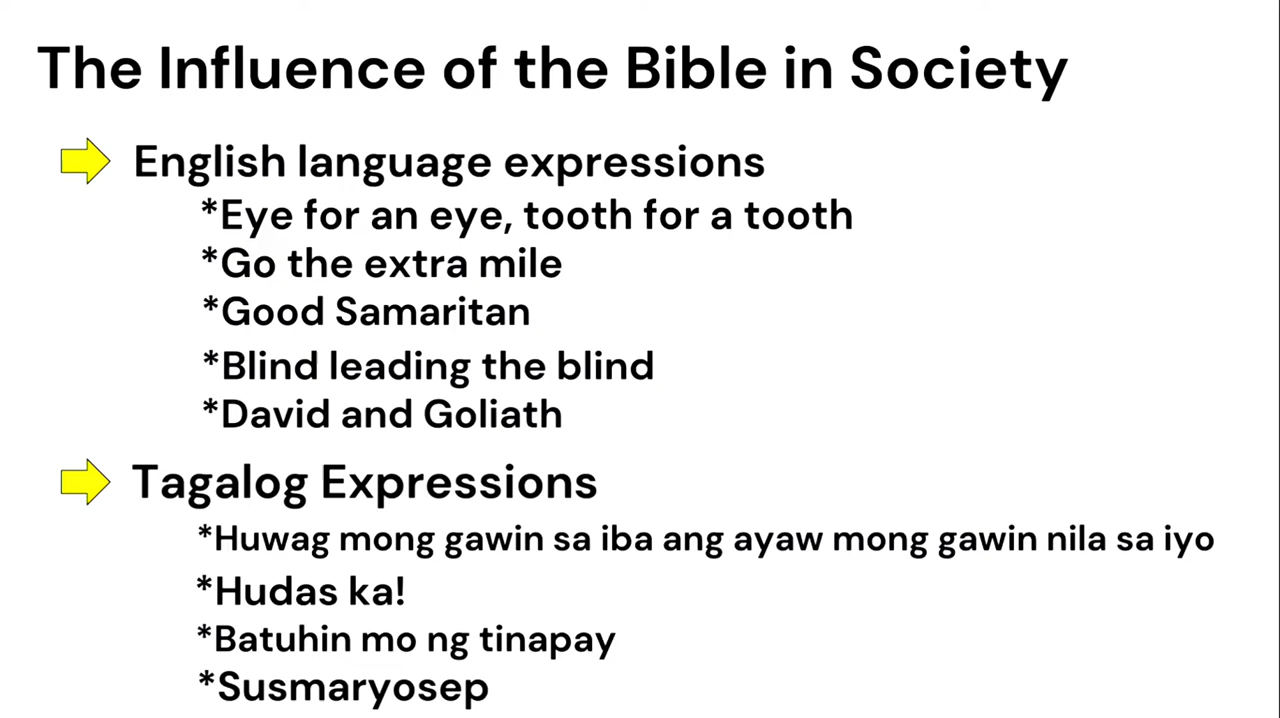 The Influence of the Bible in Society
English language expressions
*Eye for an eye, tooth for a tooth
*Go the extra mile
*Good Samaritan
*Blind leading the blind
*David and Goliath
Tagalog Expressions
*Huwag mong gawin sa iba ang ayaw mong gawin nila sa iyo
*Hudas ka!
*Batuhin mo ng tinapay
*Susmaryosep